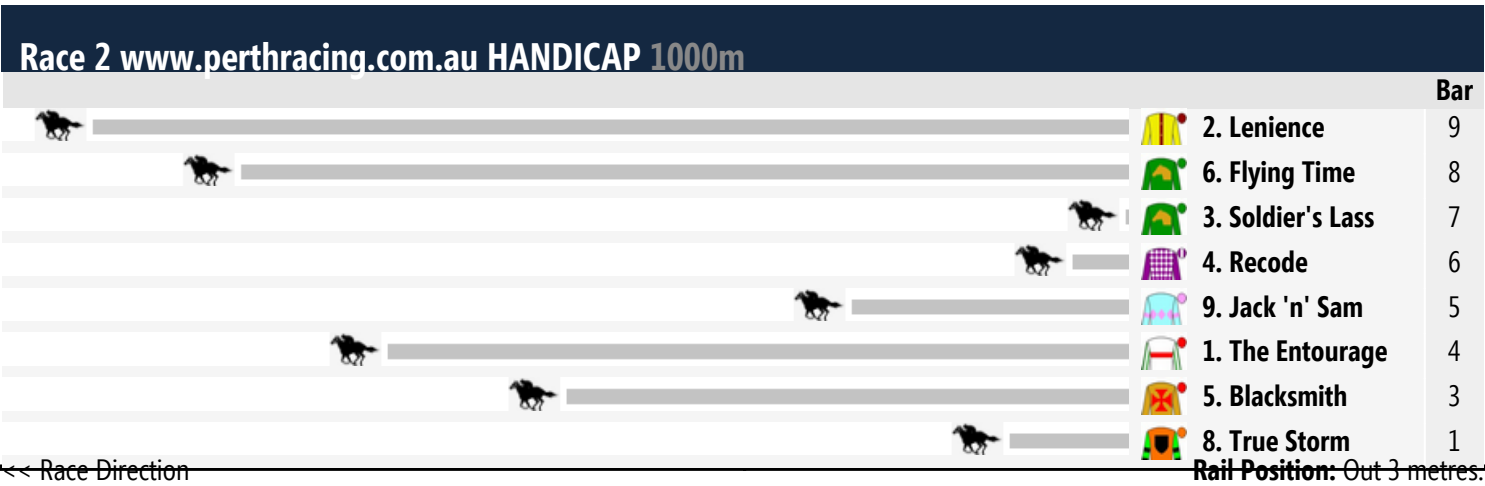 Race 2 www.perthracing.com.au HANDICAP 1000m
Bar
2. Lenience 9
6. Flying Time 8
3. Soldier's Lass 7
4. Recode 6
9. Jack 'n' Sam 5
1. The Entourage 4
5. Blacksmith 3
8. True Storm 1
<< Race Direction Rail Position: Out 3 metres.